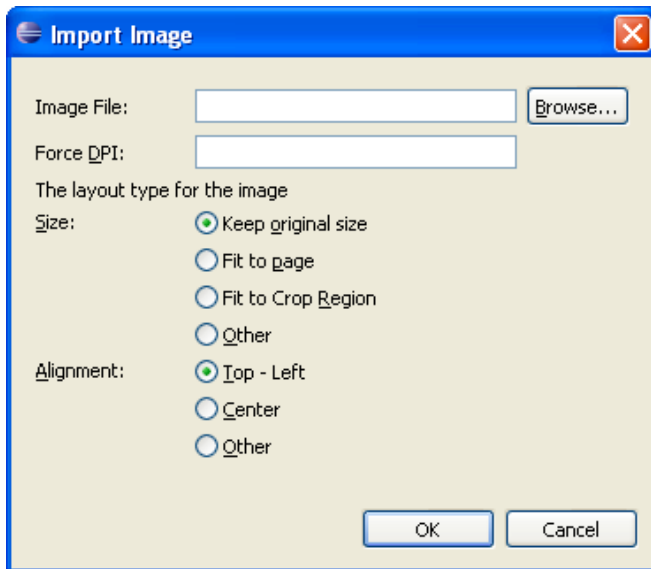 Import Image
Image File:
Browse...
Force DPI:
The layout type for the image
Size:
Keep original size
Fit to page
Fit to Crop Region
Other
Alignment:
Top - Left
Center
Other
OK
Cancel